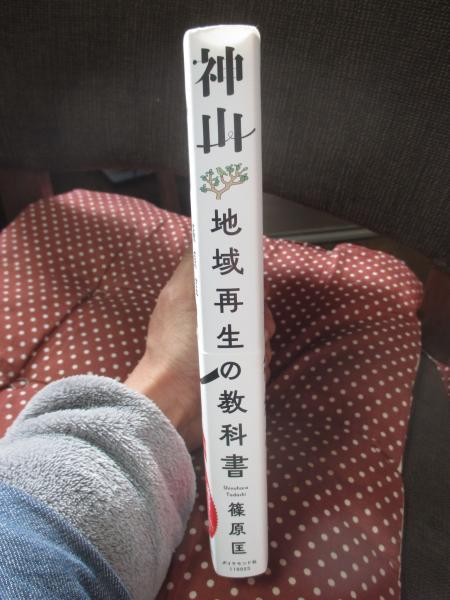 神山
地域再生の教科書
Shinohara
Tadashi
篠原匡
ダイヤモンド社